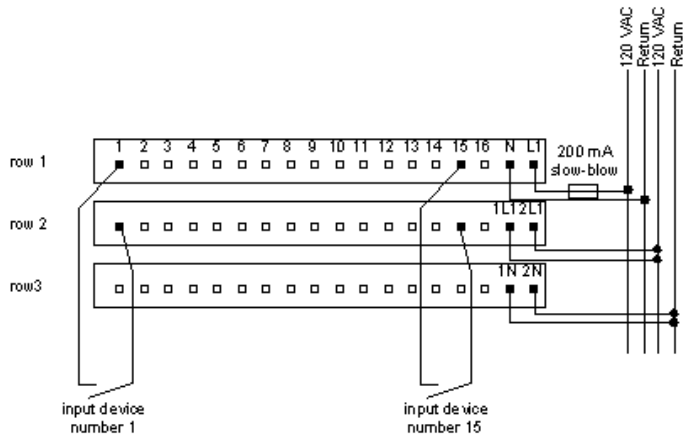 120 VAC
Return
120 VAC
Return
1 2 3 4 5 6 7 8 9 10 11 12 13 14 15 16 N L1
row 1
200 mA
slow-blow
row 2
1L1 2L1
row3
1N 2N
input device
number 1
input device
number 15